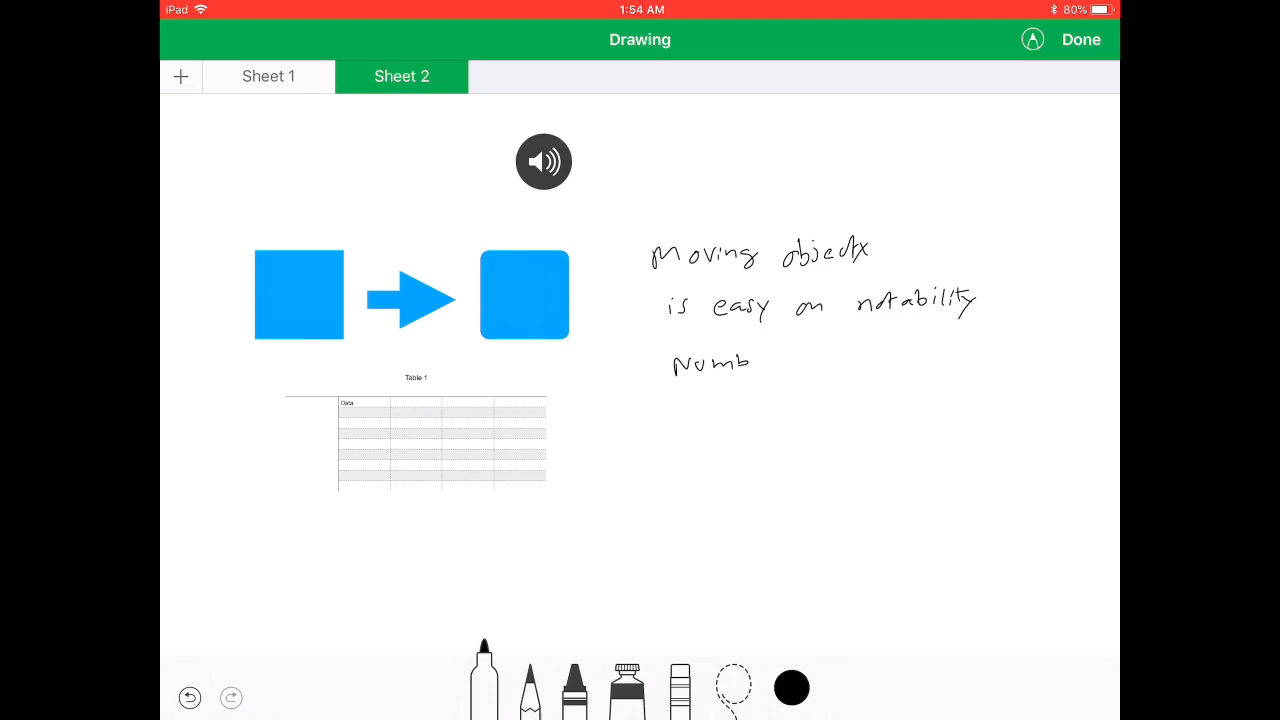 iPad 1:54 AM 80%
Drawing Done
Sheet 1 Sheet 2
Moving objectx
is easy on notability
Numb
Table 1
Data